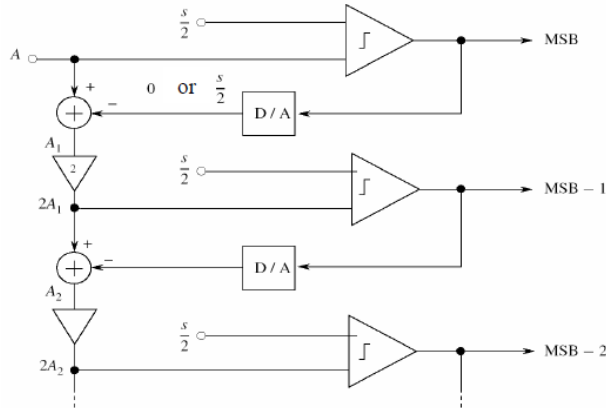 s/2
MSB
A
+
−
0 or s/2
D / A
A₁
2
s/2
MSB − 1
2A₁
+
−
D / A
A₂
s/2
MSB − 2
2A₂